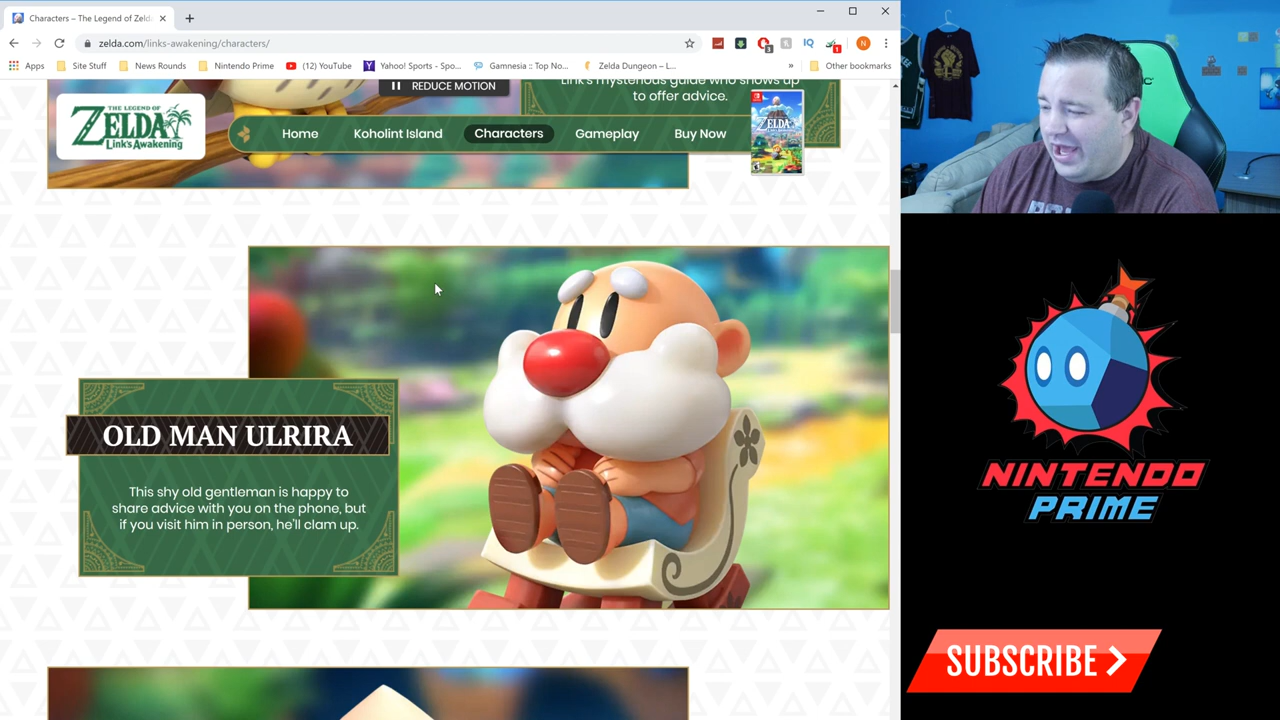 Characters – The Legend of Zelda
zelda.com/links-awakening/characters/
3
IQ
1
N
Apps
Site Stuff
News Rounds
Nintendo Prime
(12) YouTube
Yahoo! Sports - Spo...
Gamnesia :: Top No...
Zelda Dungeon – L...
»
Other bookmarks
Link's mysterious guide who shows up
to offer advice.
REDUCE MOTION
THE LEGEND OF
ZELDA
Link's Awakening
Home
Koholint Island
Characters
Gameplay
Buy Now
ZELDA
OLD MAN ULRIRA
This shy old gentleman is happy to
share advice with you on the phone, but
if you visit him in person, he'll clam up.
NINTENDO
PRIME
SUBSCRIBE